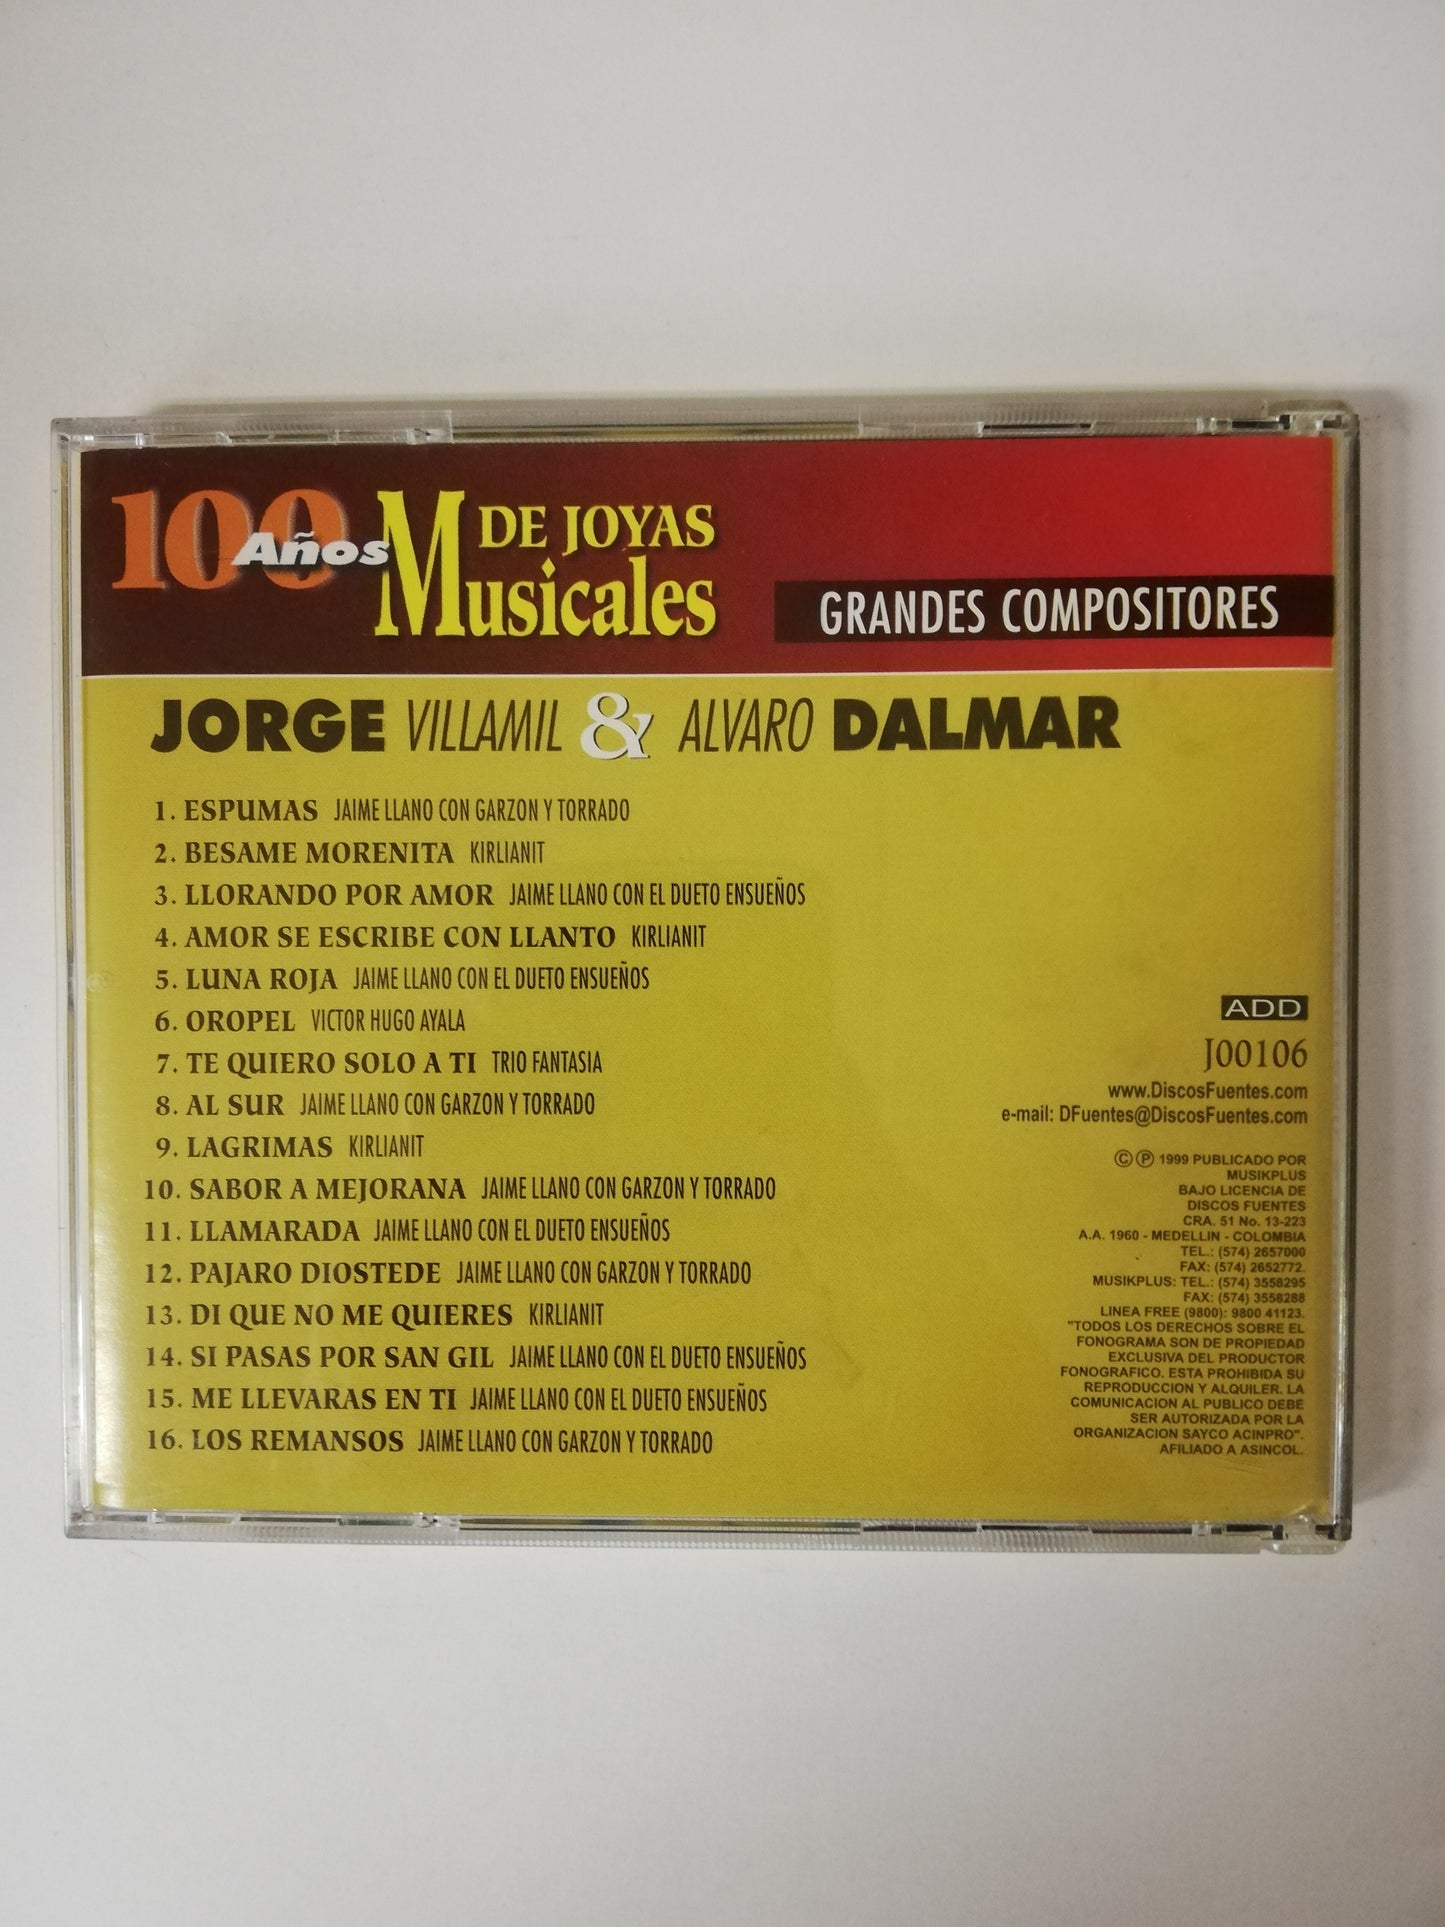 100 Años DE JOYAS
Musicales
GRANDES COMPOSITORES
JORGE VILLAMIL & ALVARO DALMAR
1. ESPUMAS JAIME LLANO CON GARZON Y TORRADO
2. BESAME MORENITA KIRLIANIT
3. LLORANDO POR AMOR JAIME LLANO CON EL DUETO ENSUEÑOS
4. AMOR SE ESCRIBE CON LLANTO KIRLIANIT
5. LUNA ROJA JAIME LLANO CON EL DUETO ENSUEÑOS
6. OROPEL VICTOR HUGO AYALA
7. TE QUIERO SOLO A TI TRIO FANTASIA
8. AL SUR JAIME LLANO CON GARZON Y TORRADO
9. LAGRIMAS KIRLIANIT
10. SABOR A MEJORANA JAIME LLANO CON GARZON Y TORRADO
11. LLAMARADA JAIME LLANO CON EL DUETO ENSUEÑOS
12. PAJARO DIOSTEDE JAIME LLANO CON GARZON Y TORRADO
13. DI QUE NO ME QUIERES KIRLIANIT
14. SI PASAS POR SAN GIL JAIME LLANO CON EL DUETO ENSUEÑOS
15. ME LLEVARAS EN TI JAIME LLANO CON EL DUETO ENSUEÑOS
16. LOS REMANSOS JAIME LLANO CON GARZON Y TORRADO
ADD
J00106
www.DiscosFuentes.com
e-mail: DFuentes@DiscosFuentes.com
© ℗ 1999 PUBLICADO POR
MUSIKPLUS
BAJO LICENCIA DE
DISCOS FUENTES
CRA. 51 No. 13-223
A.A. 1960 - MEDELLIN - COLOMBIA
TEL.: (574) 2657000
FAX: (574) 2652772.
MUSIKPLUS: TEL.: (574) 3558295
FAX: (574) 3558288
LINEA FREE (9800): 9800 41123.
"TODOS LOS DERECHOS SOBRE EL
FONOGRAMA SON DE PROPIEDAD
EXCLUSIVA DEL PRODUCTOR
FONOGRAFICO. ESTA PROHIBIDA SU
REPRODUCCION Y ALQUILER. LA
COMUNICACION AL PUBLICO DEBE
SER AUTORIZADA POR LA
ORGANIZACION SAYCO ACINPRO".
AFILIADO A ASINCOL.